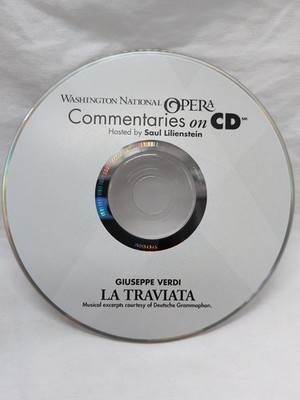 WASHINGTON NATIONAL OPERA
Commentaries on CD℠
Hosted by Saul Lilienstein
GIUSEPPE VERDI
LA TRAVIATA
Musical excerpts courtesy of Deutsche Grammophon.